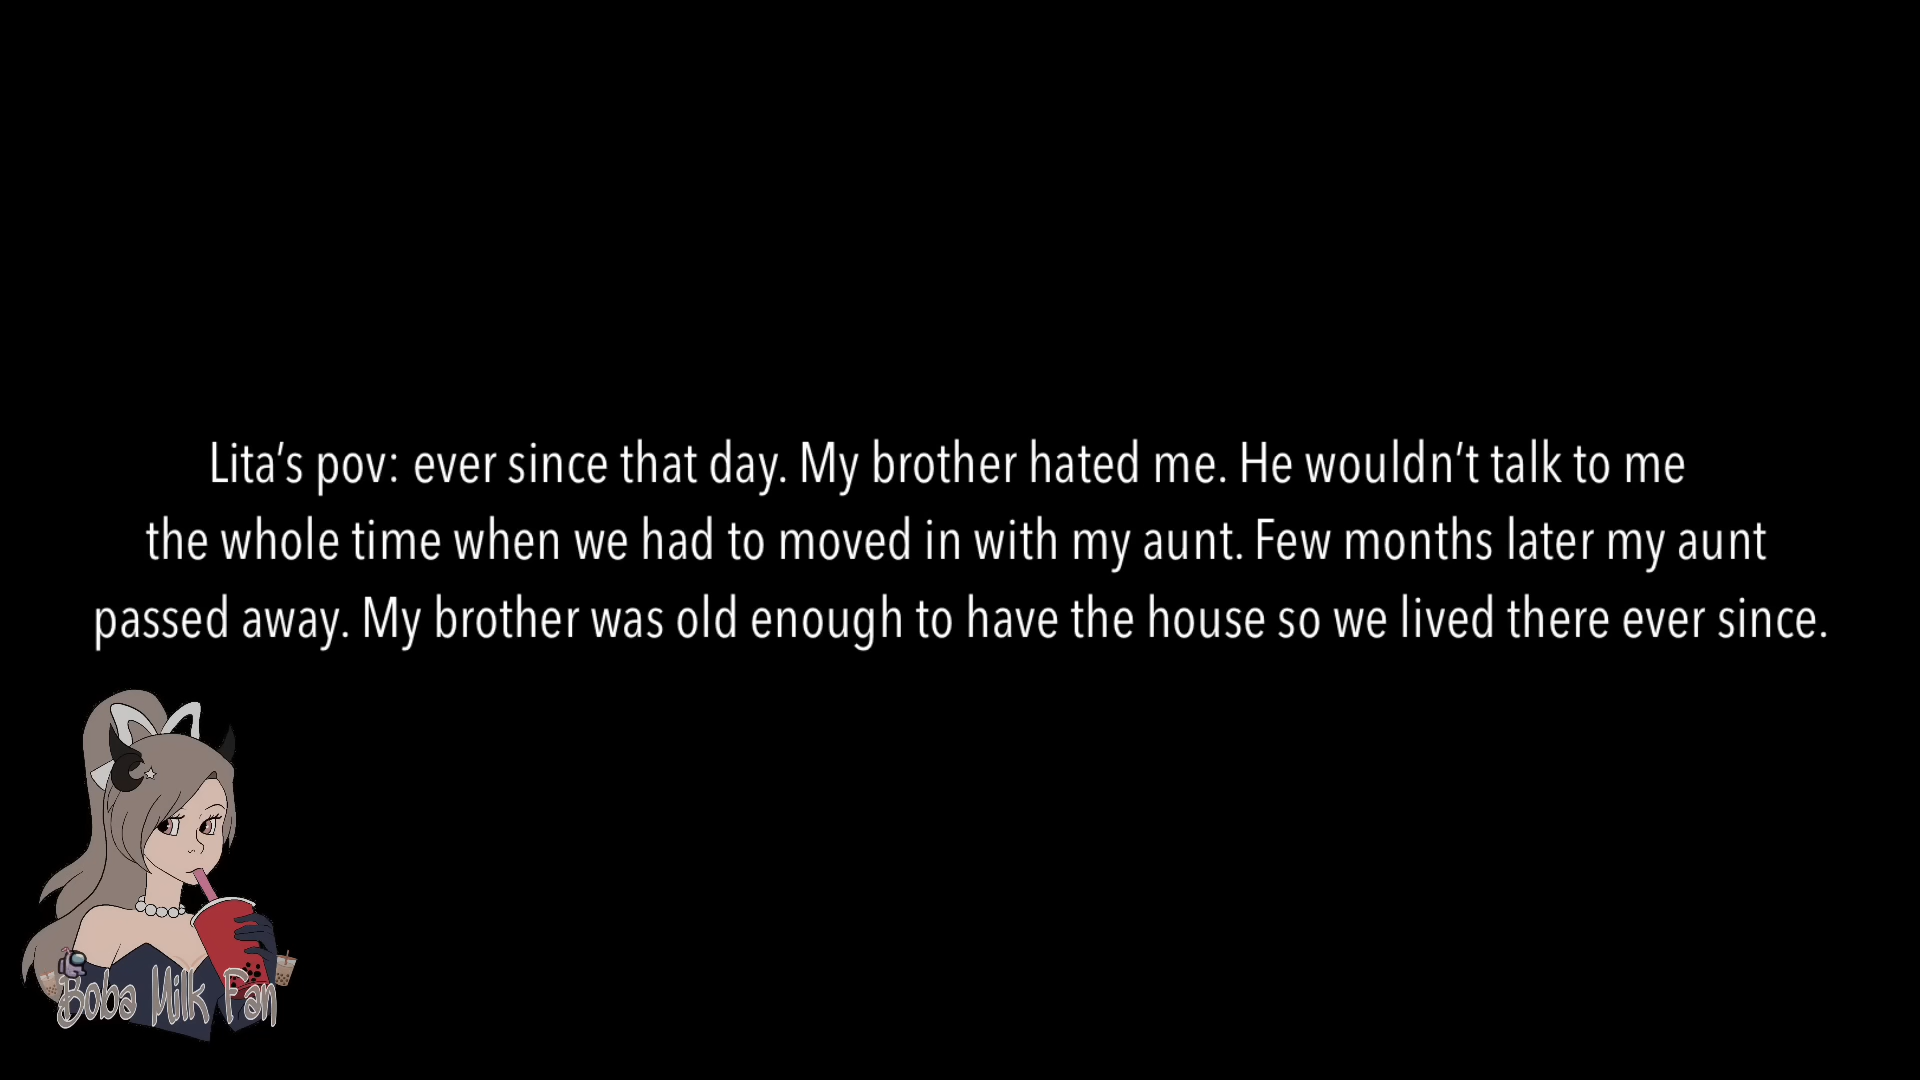 Lita’s pov: ever since that day. My brother hated me. He wouldn’t talk to me
the whole time when we had to moved in with my aunt. Few months later my aunt
passed away. My brother was old enough to have the house so we lived there ever since.
Boba Milk Fan